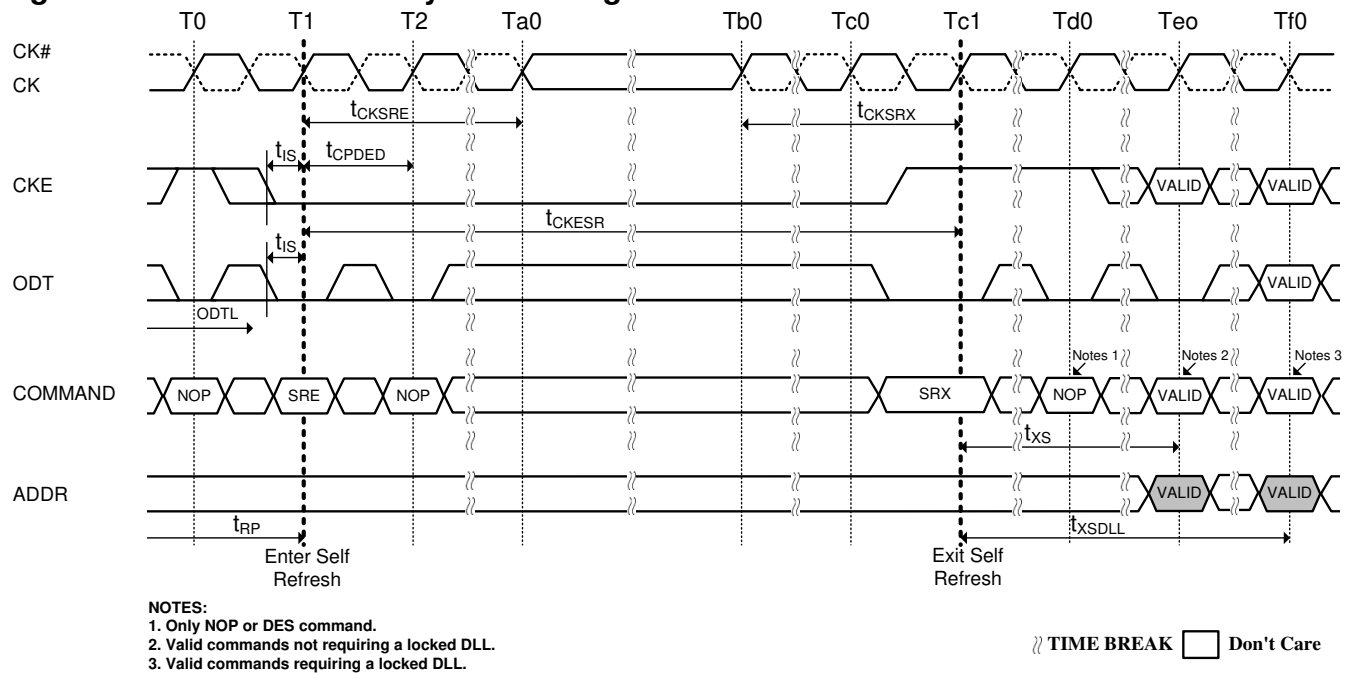 T0 T1 T2 Ta0 Tb0 Tc0 Tc1 Td0 Teo Tf0
CK#
CK
tCKSRE tCKSRX
tIS tCPDED
CKE VALID VALID
tCKESR
tIS
ODT VALID
ODTL
Notes 1 Notes 2 Notes 3
COMMAND NOP SRE NOP SRX NOP VALID VALID
tXS
ADDR VALID VALID
tRP tXSDLL
Enter Self Exit Self
Refresh Refresh
NOTES:
1. Only NOP or DES command.
2. Valid commands not requiring a locked DLL.
3. Valid commands requiring a locked DLL.
TIME BREAK Don't Care